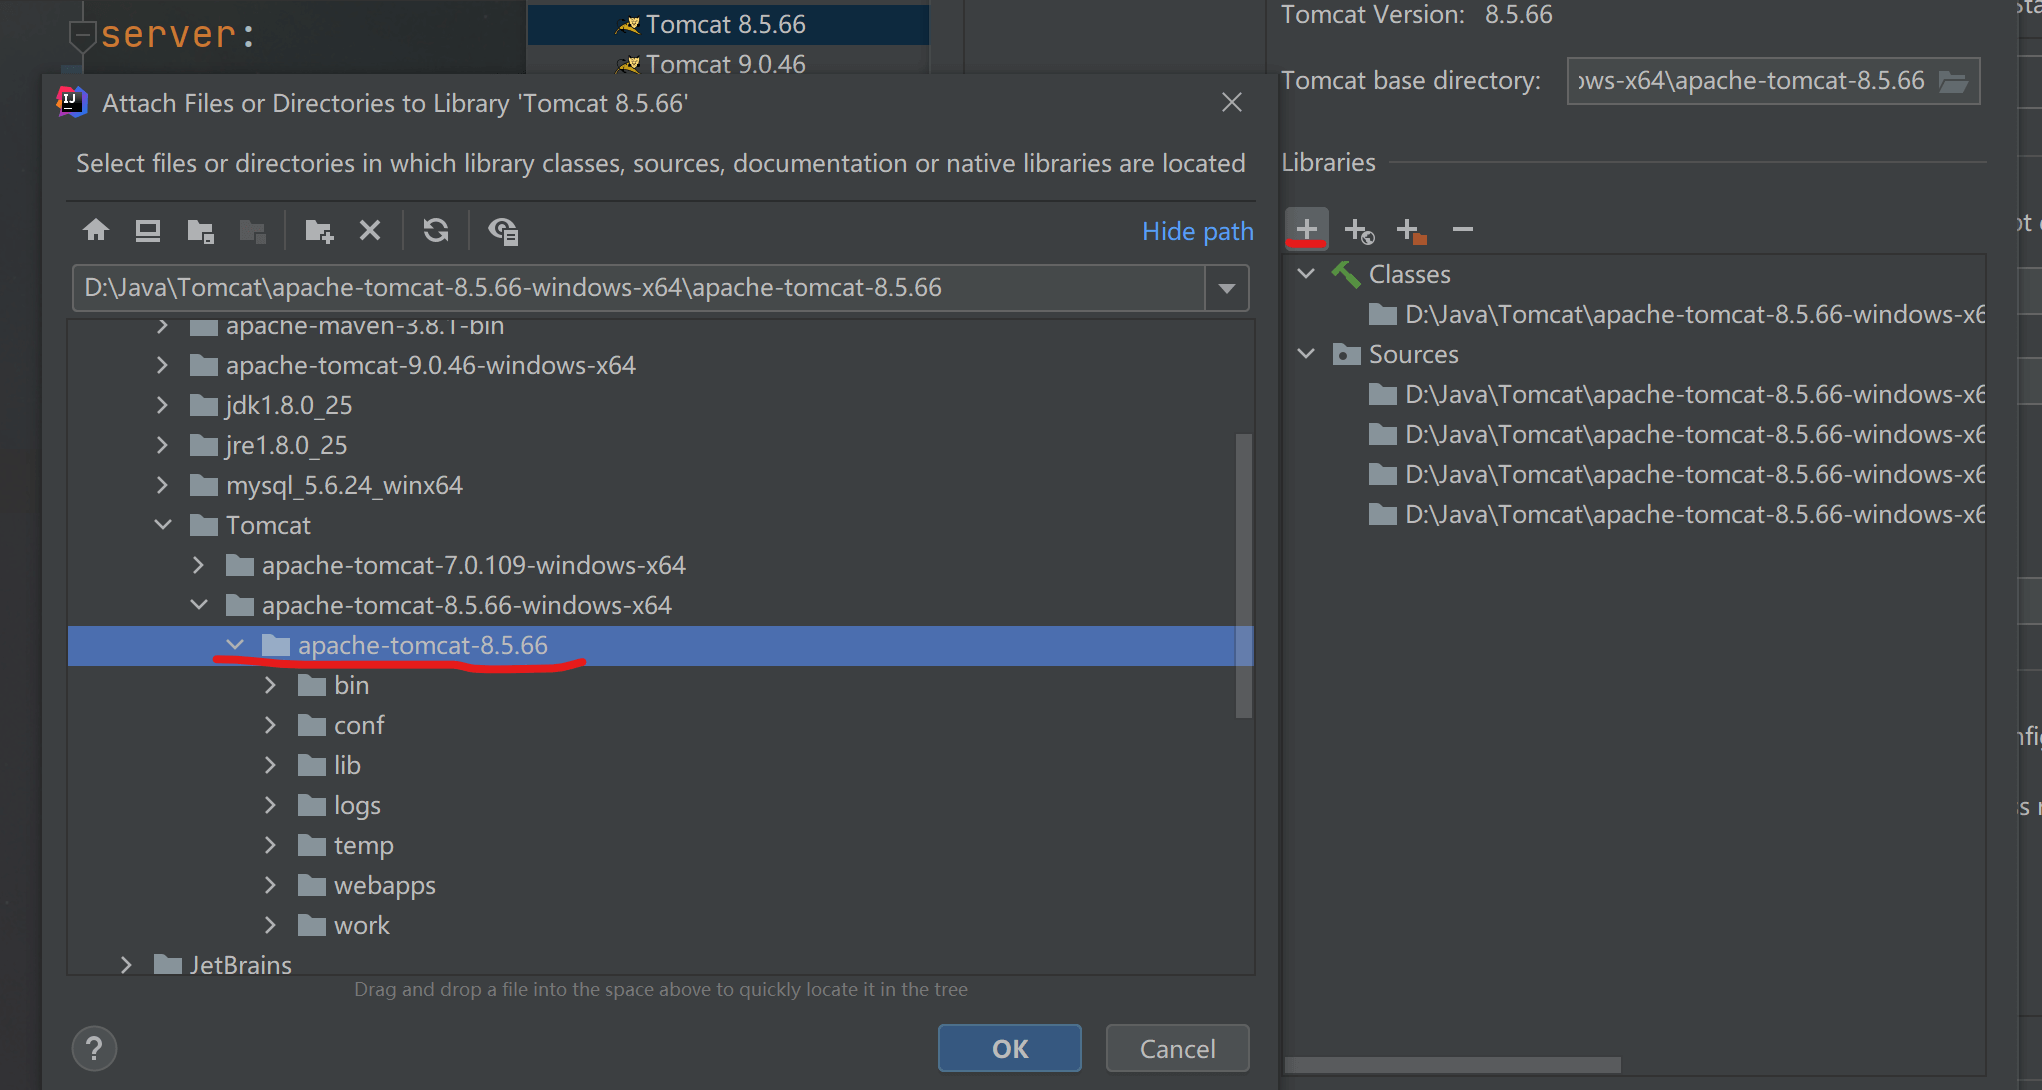 server:
Tomcat 8.5.66
Tomcat 9.0.46
Tomcat Version: 8.5.66
Tomcat base directory: ows-x64\apache-tomcat-8.5.66
Attach Files or Directories to Library 'Tomcat 8.5.66'
Select files or directories in which library classes, sources, documentation or native libraries are located
Hide path
D:\Java\Tomcat\apache-tomcat-8.5.66-windows-x64\apache-tomcat-8.5.66
apache-maven-3.8.1-bin
apache-tomcat-9.0.46-windows-x64
jdk1.8.0_25
jre1.8.0_25
mysql_5.6.24_winx64
Tomcat
apache-tomcat-7.0.109-windows-x64
apache-tomcat-8.5.66-windows-x64
apache-tomcat-8.5.66
bin
conf
lib
logs
temp
webapps
work
JetBrains
Drag and drop a file into the space above to quickly locate it in the tree
?
OK
Cancel
Libraries
Classes
D:\Java\Tomcat\apache-tomcat-8.5.66-windows-x6
Sources
D:\Java\Tomcat\apache-tomcat-8.5.66-windows-x6
D:\Java\Tomcat\apache-tomcat-8.5.66-windows-x6
D:\Java\Tomcat\apache-tomcat-8.5.66-windows-x6
D:\Java\Tomcat\apache-tomcat-8.5.66-windows-x6